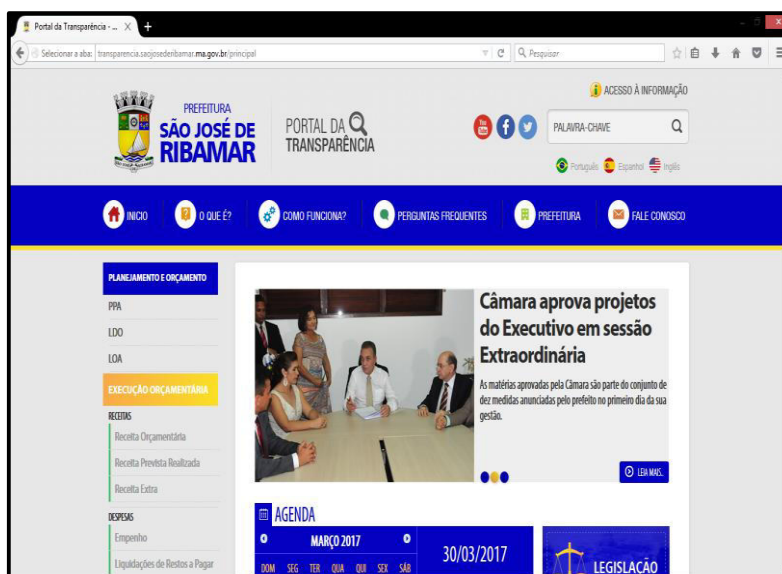 Portal da Transparência - ...
Selecionar a aba:
transparencia.saojosederibamar.ma.gov.br/principal
Pesquisar
ACESSO À INFORMAÇÃO
PREFEITURA
SÃO JOSÉ DE
RIBAMAR
PORTAL DA
TRANSPARÊNCIA
You
Tube
PALAVRA-CHAVE
Português Espanhol Inglês
INICIO
O QUE É?
COMO FUNCIONA?
PERGUNTAS FREQUENTES
PREFEITURA
FALE CONOSCO
PLANEJAMENTO E ORÇAMENTO
PPA
LDO
LOA
EXECUÇÃO ORÇAMENTÁRIA
RECEITAS
Receita Orçamentária
Receita Prevista Realizada
Receita Extra
DESPESAS
Empenho
Liquidações de Restos a Pagar
Câmara aprova projetos
do Executivo em sessão
Extraordinária
As matérias aprovadas pela Câmara são parte do conjunto de
dez medidas anunciadas pelo prefeito no primeiro dia da sua
gestão.
LEIA MAIS..
AGENDA
MARÇO 2017
DOM SEG TER QUA QUI SEX SÁB
30/03/2017
LEGISLAÇÃO